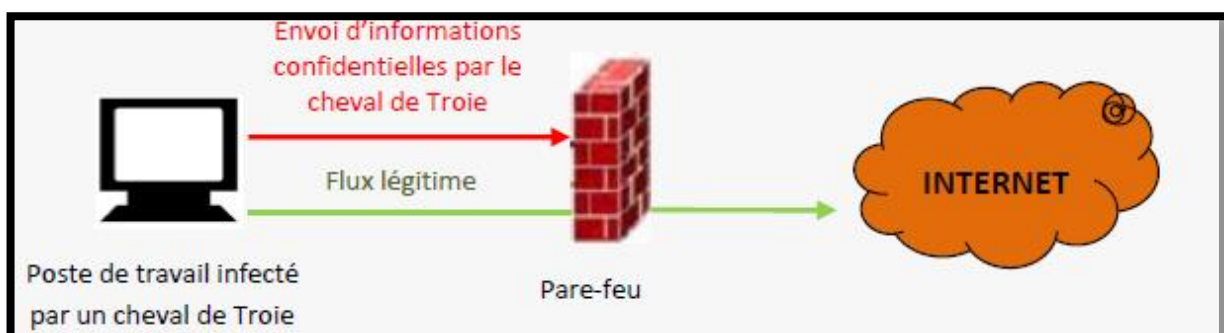 Envoi d'informations
confidentielles par le
cheval de Troie
Flux légitime
INTERNET
Poste de travail infecté
par un cheval de Troie
Pare-feu